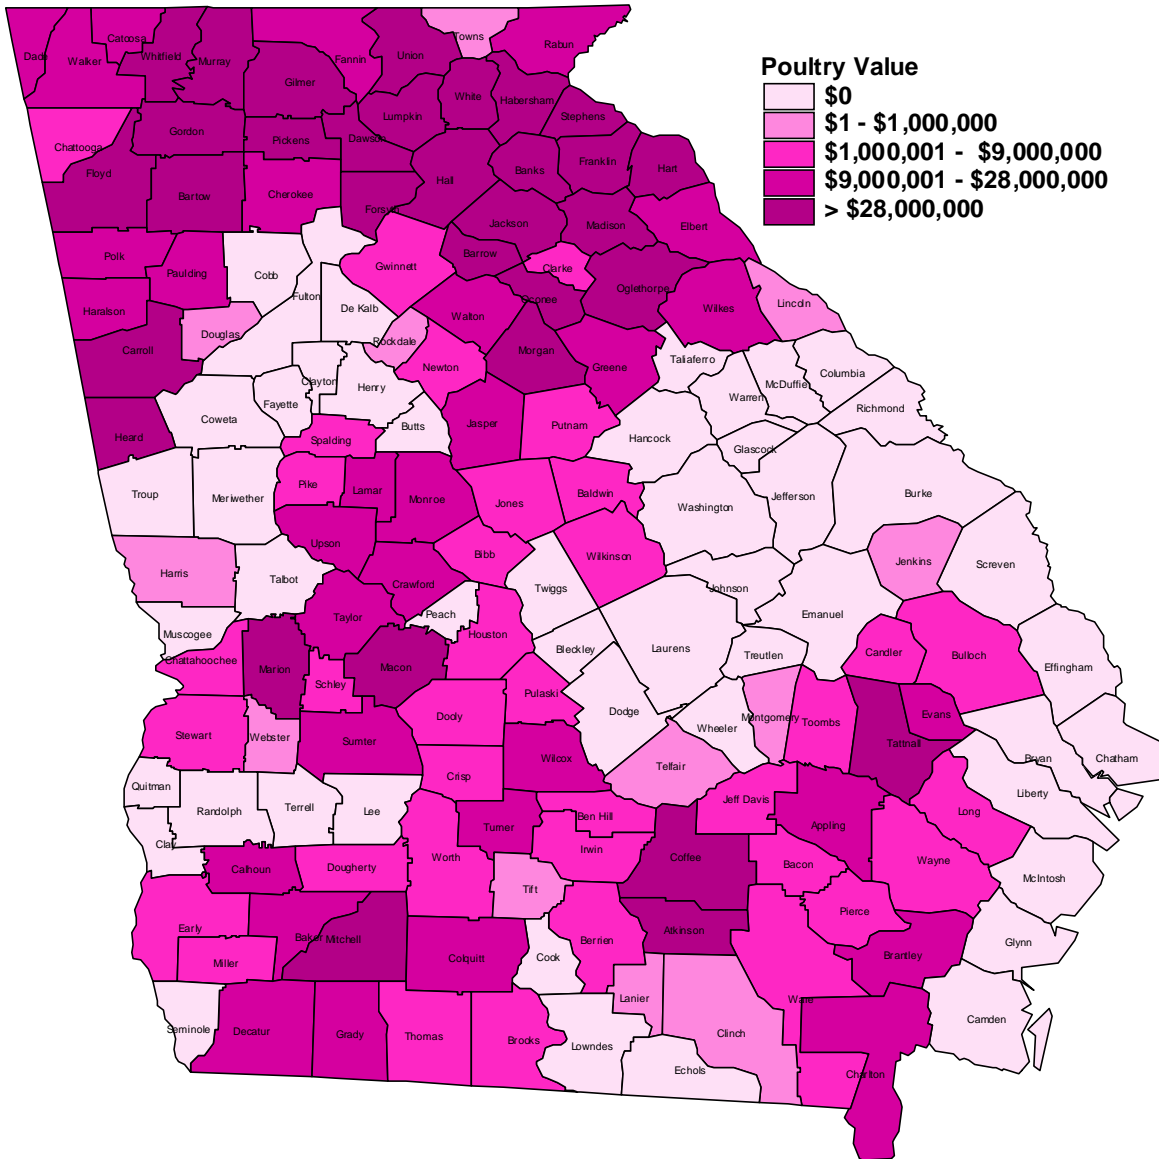 Poultry Value
$0
$1 - $1,000,000
$1,000,001 - $9,000,000
$9,000,001 - $28,000,000
> $28,000,000
Dade
Walker
Catoosa
Whitfield
Murray
Fannin
Gilmer
Union
Towns
Rabun
White
Habersham
Stephens
Lumpkin
Chattooga
Gordon
Pickens
Dawson
Floyd
Bartow
Cherokee
Forsyth
Hall
Banks
Franklin
Hart
Jackson
Madison
Elbert
Polk
Paulding
Cobb
Fulton
Gwinnett
Barrow
Clarke
Oglethorpe
Oconee
Wilkes
Lincoln
Haralson
Douglas
De Kalb
Rockdale
Walton
Carroll
Clayton
Henry
Newton
Morgan
Greene
Taliaferro
McDuffie
Columbia
Warren
Richmond
Heard
Coweta
Fayette
Spalding
Butts
Jasper
Putnam
Hancock
Glascock
Troup
Meriwether
Pike
Lamar
Monroe
Jones
Baldwin
Washington
Jefferson
Burke
Upson
Harris
Talbot
Crawford
Bibb
Wilkinson
Twiggs
Johnson
Jenkins
Screven
Muscogee
Taylor
Peach
Houston
Bleckley
Laurens
Emanuel
Treutlen
Candler
Bulloch
Effingham
Chattahoochee
Marion
Schley
Macon
Pulaski
Dodge
Dooly
Wheeler
Montgomery
Toombs
Evans
Tattnall
Stewart
Webster
Sumter
Wilcox
Telfair
Crisp
Bryan
Chatham
Quitman
Randolph
Terrell
Lee
Liberty
Clay
Turner
Ben Hill
Irwin
Jeff Davis
Appling
Long
Calhoun
Dougherty
Worth
Coffee
Bacon
Wayne
McIntosh
Tift
Early
Baker
Mitchell
Berrien
Atkinson
Pierce
Miller
Colquitt
Cook
Brantley
Glynn
Seminole
Decatur
Grady
Thomas
Brooks
Lanier
Ware
Clinch
Lowndes
Echols
Charlton
Camden